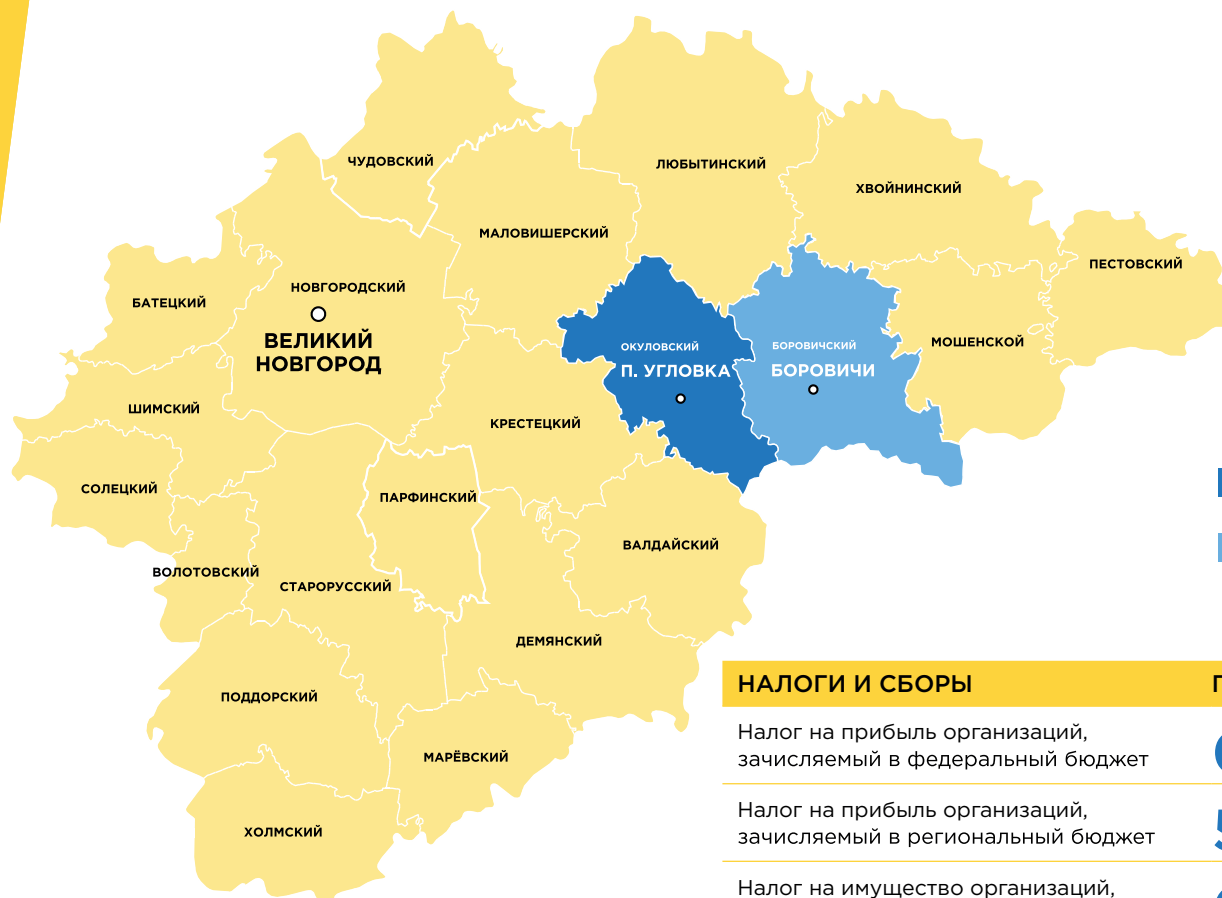 ЧУДОВСКИЙ
ЛЮБЫТИНСКИЙ
ХВОЙНИНСКИЙ
МАЛОВИШЕРСКИЙ
ПЕСТОВСКИЙ
БАТЕЦКИЙ
НОВГОРОДСКИЙ
ВЕЛИКИЙ
НОВГОРОД
ОКУЛОВСКИЙ
П. УГЛОВКА
БОРОВИЧСКИЙ
БОРОВИЧИ
МОШЕНСКОЙ
ШИМСКИЙ
КРЕСТЕЦКИЙ
СОЛЕЦКИЙ
ПАРФИНСКИЙ
ВАЛДАЙСКИЙ
ВОЛОТОВСКИЙ
СТАРОРУССКИЙ
ДЕМЯНСКИЙ
ПОДДОРСКИЙ
МАРЁВСКИЙ
ХОЛМСКИЙ
НАЛОГИ И СБОРЫ
Налог на прибыль организаций,
зачисляемый в федеральный бюджет
Налог на прибыль организаций,
зачисляемый в региональный бюджет
Налог на имущество организаций,